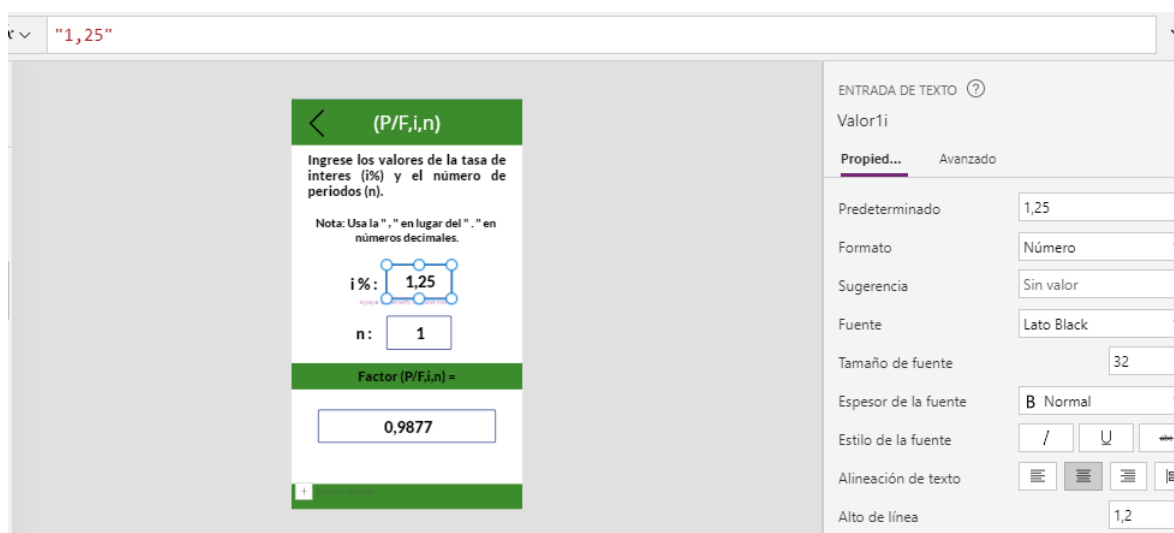 "1,25"
(P/F,i,n)
Ingrese los valores de la tasa de
interes (i%) y el número de
periodos (n).
Nota: Usa la " , " en lugar del " . " en
números decimales.
i % : 1,25
n : 1
Factor (P/F,i,n) =
0,9877
ENTRADA DE TEXTO ?
Valor1i
Propied... Avanzado
Predeterminado 1,25
Formato Número
Sugerencia Sin valor
Fuente Lato Black
Tamaño de fuente 32
Espesor de la fuente B Normal
Estilo de la fuente / U abc
Alineación de texto
Alto de línea 1,2